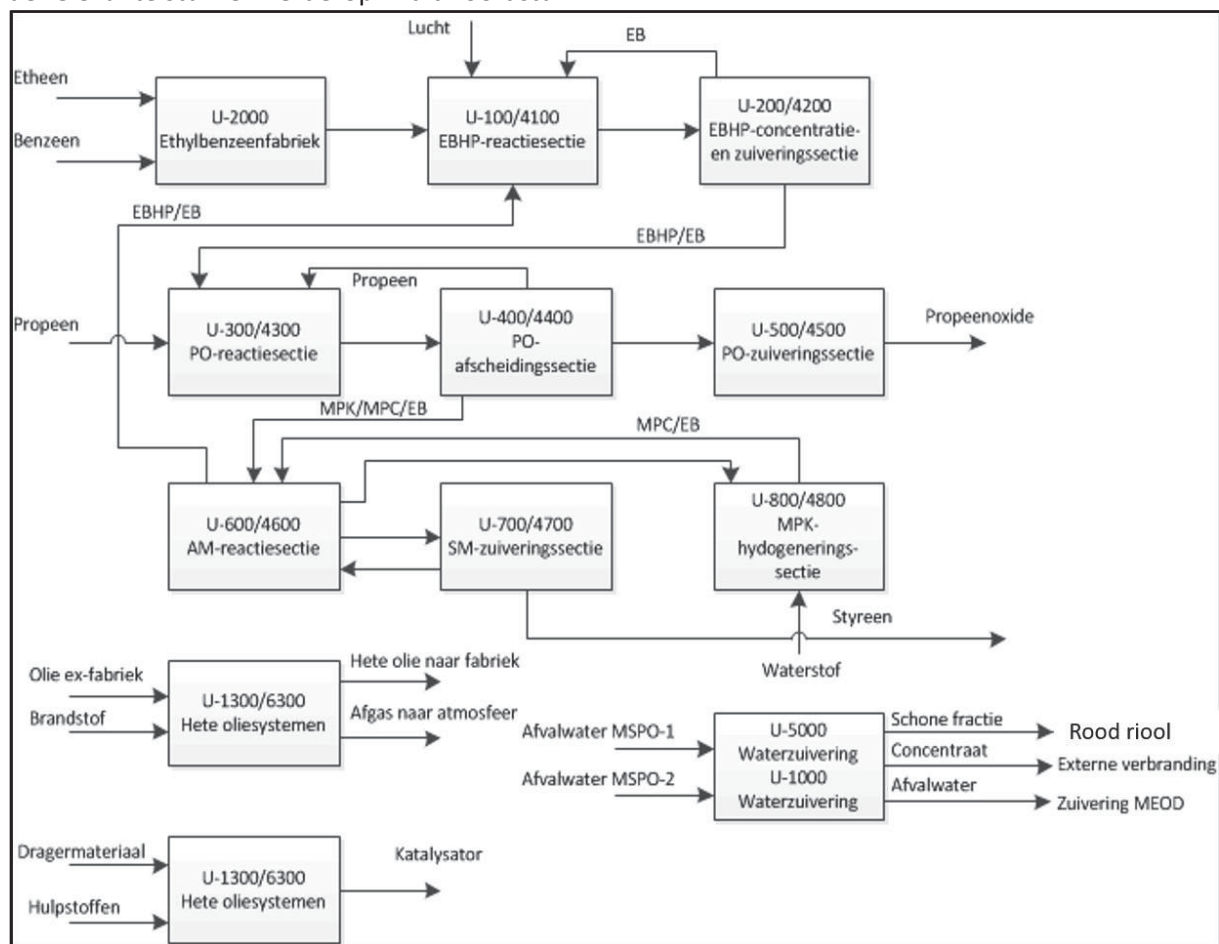 Lucht
EB
Etheen
Benzeen
U-2000
Ethylbenzeenfabriek
U-100/4100
EBHP-reactiesectie
U-200/4200
EBHP-concentratie-
en zuiveringssectie
EBHP/EB
EBHP/EB
Propeen
Propeen
U-300/4300
PO-reactiesectie
U-400/4400
PO-
afscheidingssectie
U-500/4500
PO-zuiveringssectie
Propeenoxide
MPK/MPC/EB
MPC/EB
U-600/4600
AM-reactiesectie
U-700/4700
SM-zuiveringssectie
U-800/4800
MPK-
hydogenerings-
sectie
Styreen
Waterstof
Olie ex-fabriek
Brandstof
U-1300/6300
Hete oliesystemen
Hete olie naar fabriek
Afgas naar atmosfeer
Afvalwater MSPO-1
Afvalwater MSPO-2
U-5000
Waterzuivering
U-1000
Waterzuivering
Schone fractie
Rood riool
Concentraat
Externe verbranding
Afvalwater
Zuivering MEOD
Dragermateriaal
Hulpstoffen
U-1300/6300
Hete oliesystemen
Katalysator